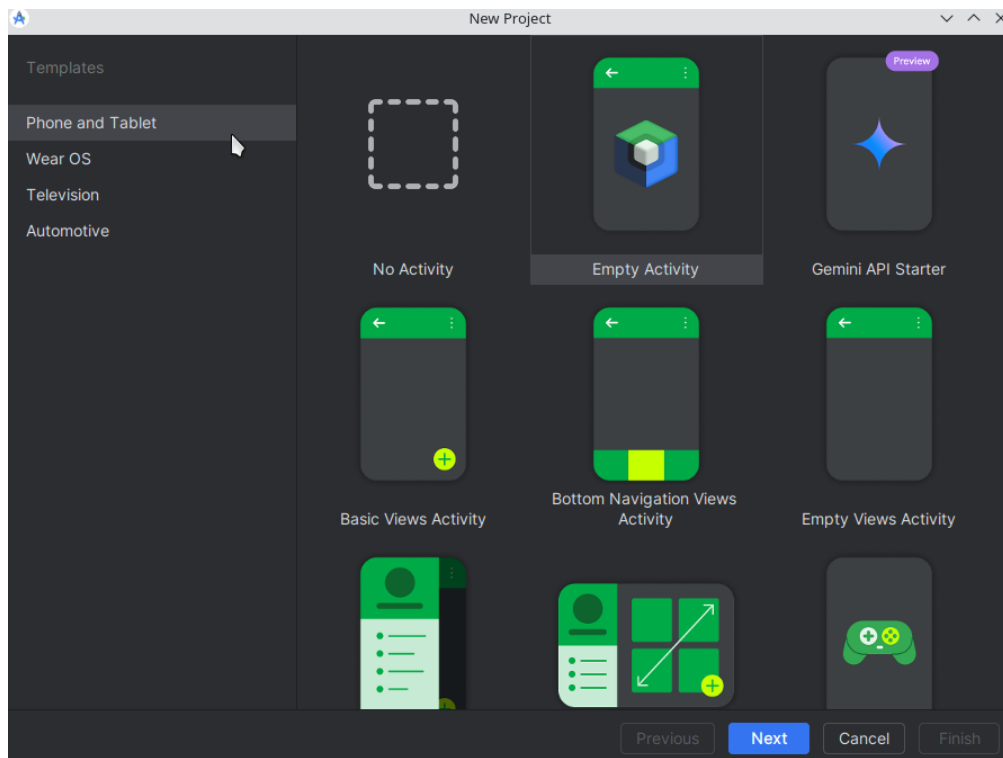 New Project
Templates
Phone and Tablet
Wear OS
Television
Automotive
Preview
No Activity
Empty Activity
Gemini API Starter
Basic Views Activity
Bottom Navigation Views
Activity
Empty Views Activity
Previous
Next
Cancel
Finish